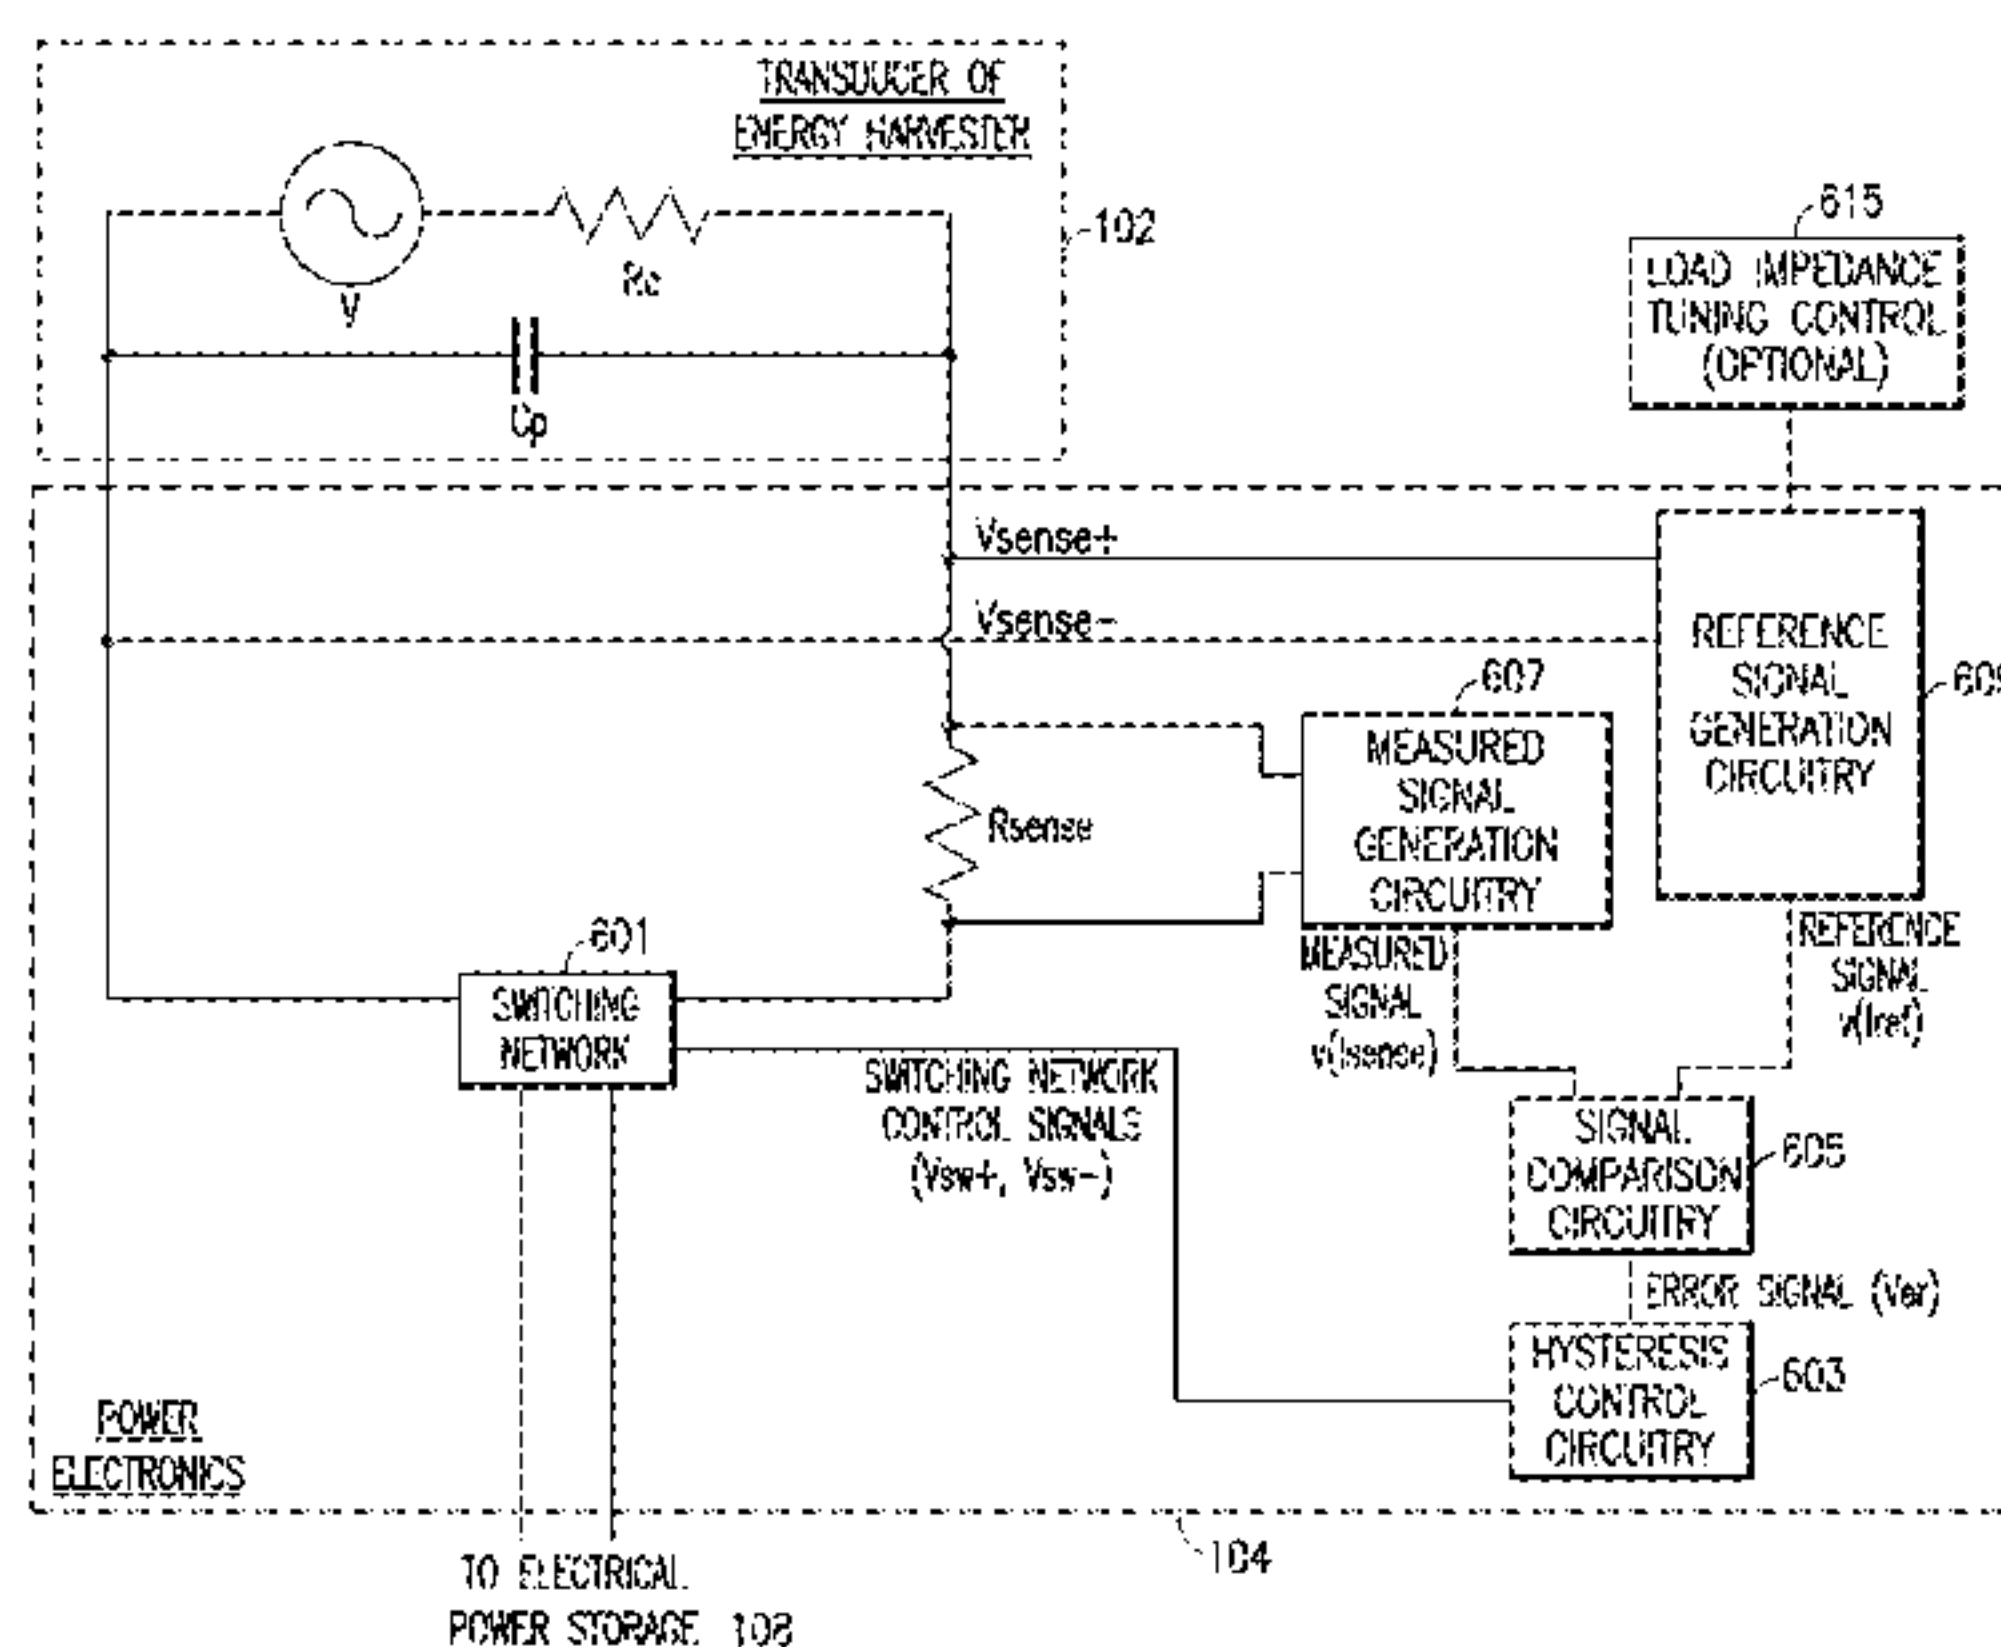 TRANSDUCER OF
ENERGY HARVESTER
V
Cp
102
615
LOAD IMPEDANCE
TUNING CONTROL
(OPTIONAL)
Vsense+
Vsense-
REFERENCE
SIGNAL
GENERATION
CIRCUITRY
607
MEASURED
SIGNAL
GENERATION
CIRCUITRY
Rsense
601
SWITCHING
NETWORK
MEASURED
SIGNAL
v(Isense)
REFERENCE
SIGNAL
v(Iref)
SWITCHING NETWORK
CONTROL SIGNALS
(Vsw+, Vsw-)
SIGNAL
COMPARISON
CIRCUITRY
605
ERROR SIGNAL (Ver)
HYSTERESIS
CONTROL
CIRCUITRY
603
POWER
ELECTRONICS
104
TO ELECTRICAL
POWER STORAGE 108